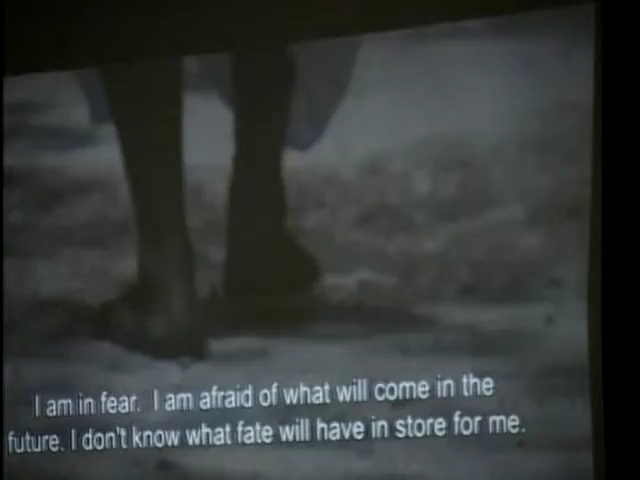 I am in fear. I am afraid of what will come in the
future. I don't know what fate will have in store for me.